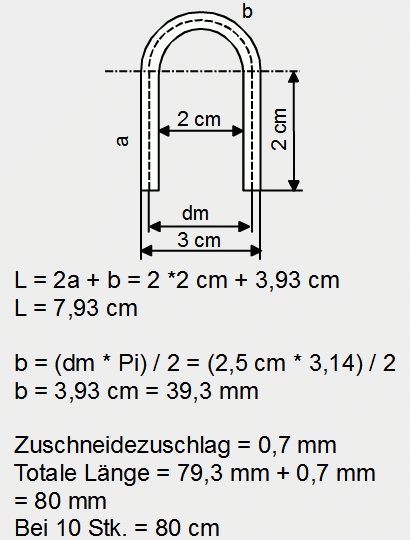 b
2 cm
a
2 cm
dm
3 cm
L = 2a + b = 2 *2 cm + 3,93 cm
L = 7,93 cm
b = (dm * Pi) / 2 = (2,5 cm * 3,14) / 2
b = 3,93 cm = 39,3 mm
Zuschneidezuschlag = 0,7 mm
Totale Länge = 79,3 mm + 0,7 mm
= 80 mm
Bei 10 Stk. = 80 cm